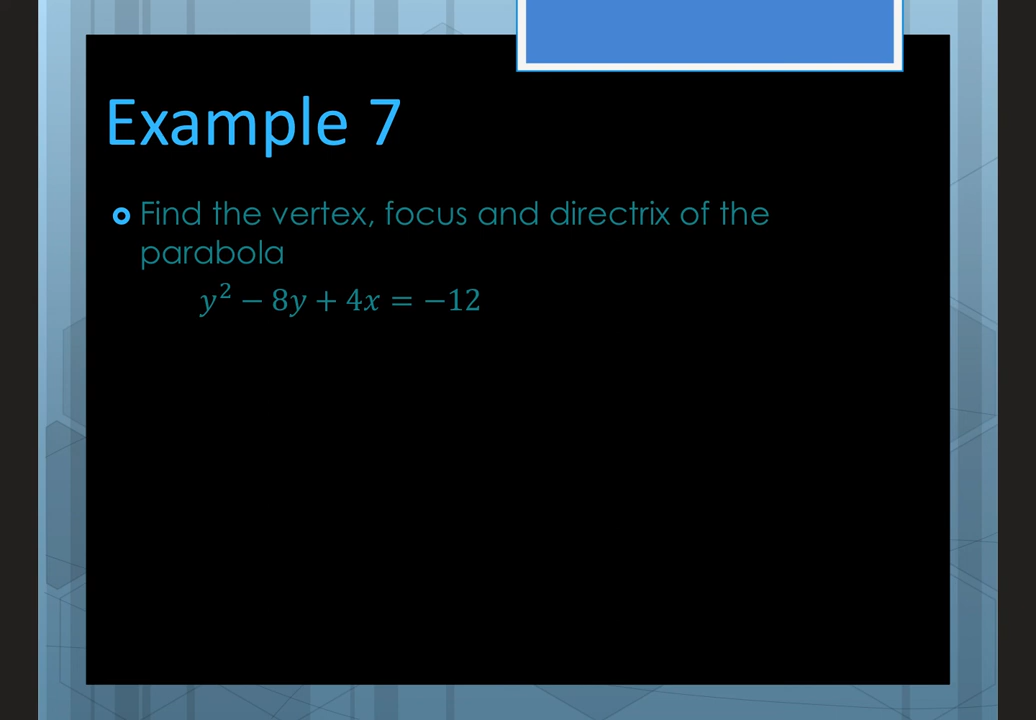 Example 7
Find the vertex, focus and directrix of the
parabola
y² − 8y + 4x = −12